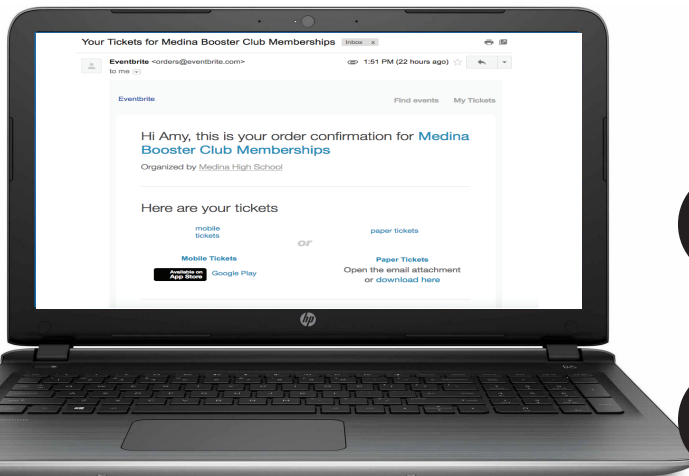 Your Tickets for Medina Booster Club Memberships Inbox x
Eventbrite <orders@eventbrite.com> 1:51 PM (22 hours ago)
to me
Eventbrite Find events My Tickets
Hi Amy, this is your order confirmation for Medina
Booster Club Memberships
Organized by Medina High School
Here are your tickets
mobile
tickets
or
paper tickets
Mobile Tickets
Available on
App Store
Google Play
Paper Tickets
Open the email attachment
or download here
hp